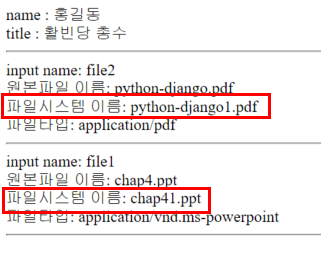 name : 홍길동
title : 활빈당 충수
input name: file2
원본파일 이름: python-django.pdf
파일시스템 이름: python-django1.pdf
파일타입: application/pdf
input name: file1
원본파일 이름: chap4.ppt
파일시스템 이름: chap41.ppt
파일타입: application/vnd.ms-powerpoint